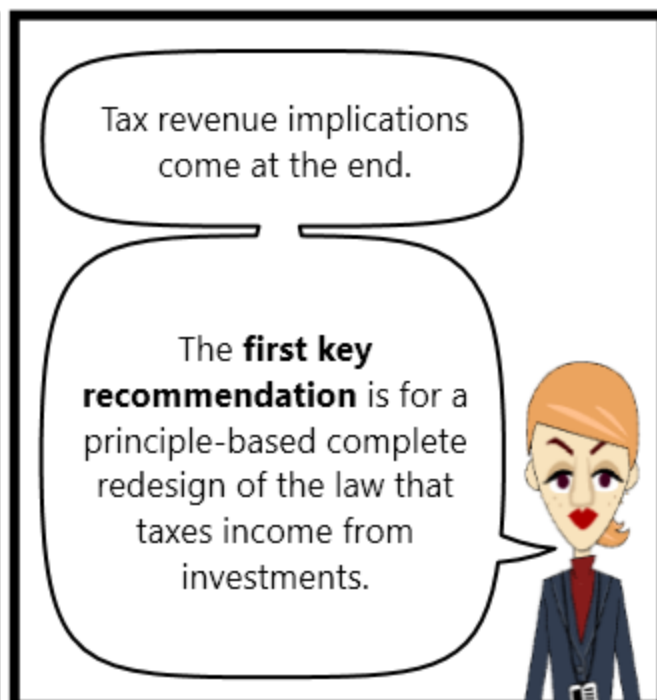 Tax revenue implications
come at the end.
The first key
recommendation is for a
principle-based complete
redesign of the law that
taxes income from
investments.